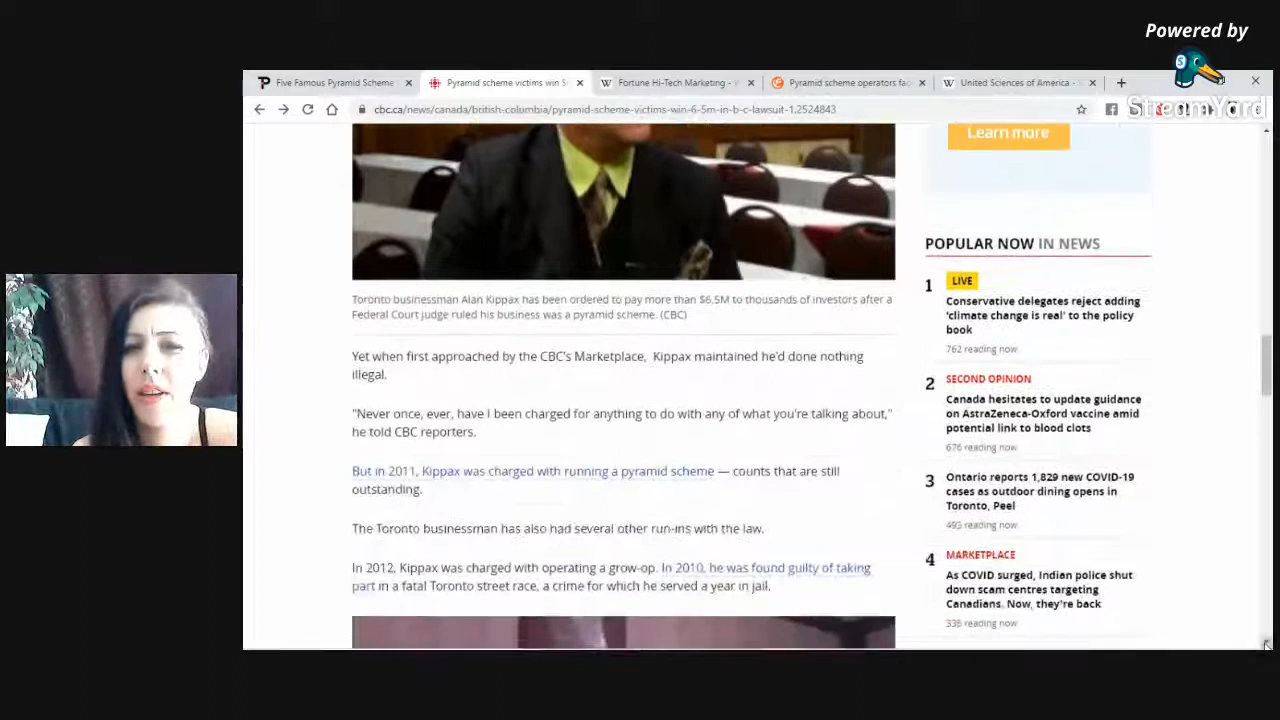 Powered by
StreamYard
Five Famous Pyramid Scheme
Pyramid scheme victims win
Fortune Hi-Tech Marketing -
Pyramid scheme operators fac
United Sciences of America -
cbc.ca/news/canada/british-columbia/pyramid-scheme-victims-win-6-5m-in-b-c-lawsuit-1.2524843
Toronto businessman Alan Kippax has been ordered to pay more than $6.5M to thousands of investors after a
Federal Court judge ruled his business was a pyramid scheme. (CBC)
Yet when first approached by the CBC's Marketplace, Kippax maintained he'd done nothing
illegal.
"Never once, ever, have I been charged for anything to do with any of what you're talking about,"
he told CBC reporters.
But in 2011, Kippax was charged with running a pyramid scheme — counts that are still
outstanding.
The Toronto businessman has also had several other run-ins with the law.
In 2012, Kippax was charged with operating a grow-op. In 2010, he was found guilty of taking
part in a fatal Toronto street race, a crime for which he served a year in jail.
Learn more
POPULAR NOW IN NEWS
1
LIVE
Conservative delegates reject adding
'climate change is real' to the policy
book
762 reading now
2
SECOND OPINION
Canada hesitates to update guidance
on AstraZeneca-Oxford vaccine amid
potential link to blood clots
676 reading now
3
Ontario reports 1,829 new COVID-19
cases as outdoor dining opens in
Toronto, Peel
493 reading now
4
MARKETPLACE
As COVID surged, Indian police shut
down scam centres targeting
Canadians. Now, they're back
336 reading now